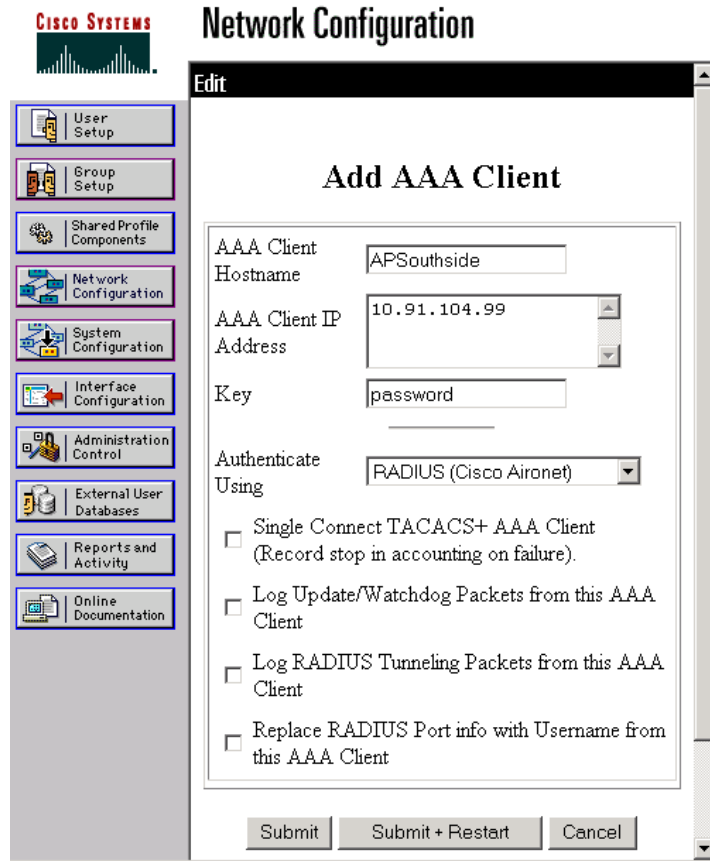 CISCO SYSTEMS
Network Configuration
User
Setup
Group
Setup
Shared Profile
Components
Network
Configuration
System
Configuration
Interface
Configuration
Administration
Control
External User
Databases
Reports and
Activity
Online
Documentation
Edit
Add AAA Client
AAA Client
Hostname
APSouthside
AAA Client IP
Address
10.91.104.99
Key
password
Authenticate
Using
RADIUS (Cisco Aironet)
Single Connect TACACS+ AAA Client
(Record stop in accounting on failure).
Log Update/Watchdog Packets from this AAA
Client
Log RADIUS Tunneling Packets from this AAA
Client
Replace RADIUS Port info with Username from
this AAA Client
Submit
Submit + Restart
Cancel